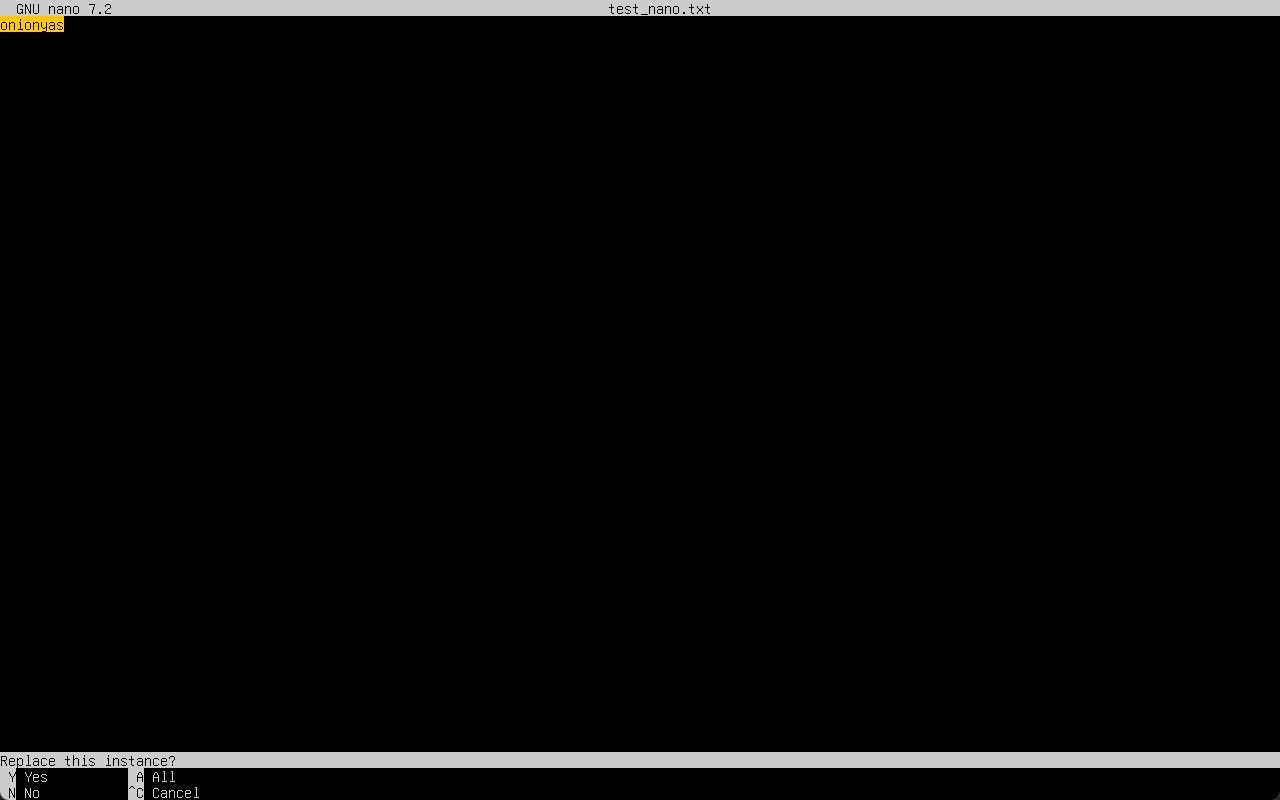 GNU nano 7.2 test_nano.txt
onionyas
Replace this instance?
Y Yes A All
N No ^C Cancel